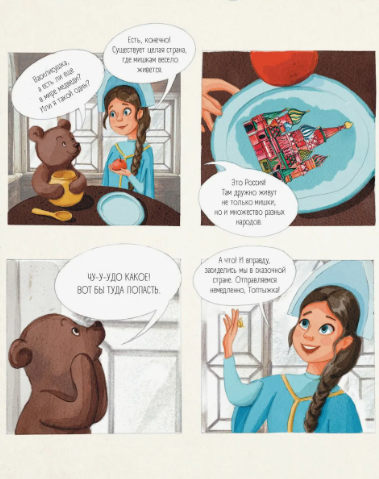 Василисушка,
а есть ли ещё
в мире медведи?
Или я такой один?
Есть, конечно!
Существует целая страна,
где мишкам весело
живется.
Это Россия!
Там дружно живут
не только мишки,
но и множество разных
народов.
ЧУ-У-УДО КАКОЕ!
ВОТ БЫ ТУДА ПОПАСТЬ.
А что! И вправду,
засиделись мы в сказочной
стране. Отправляемся
немедленно, Топтыжка!